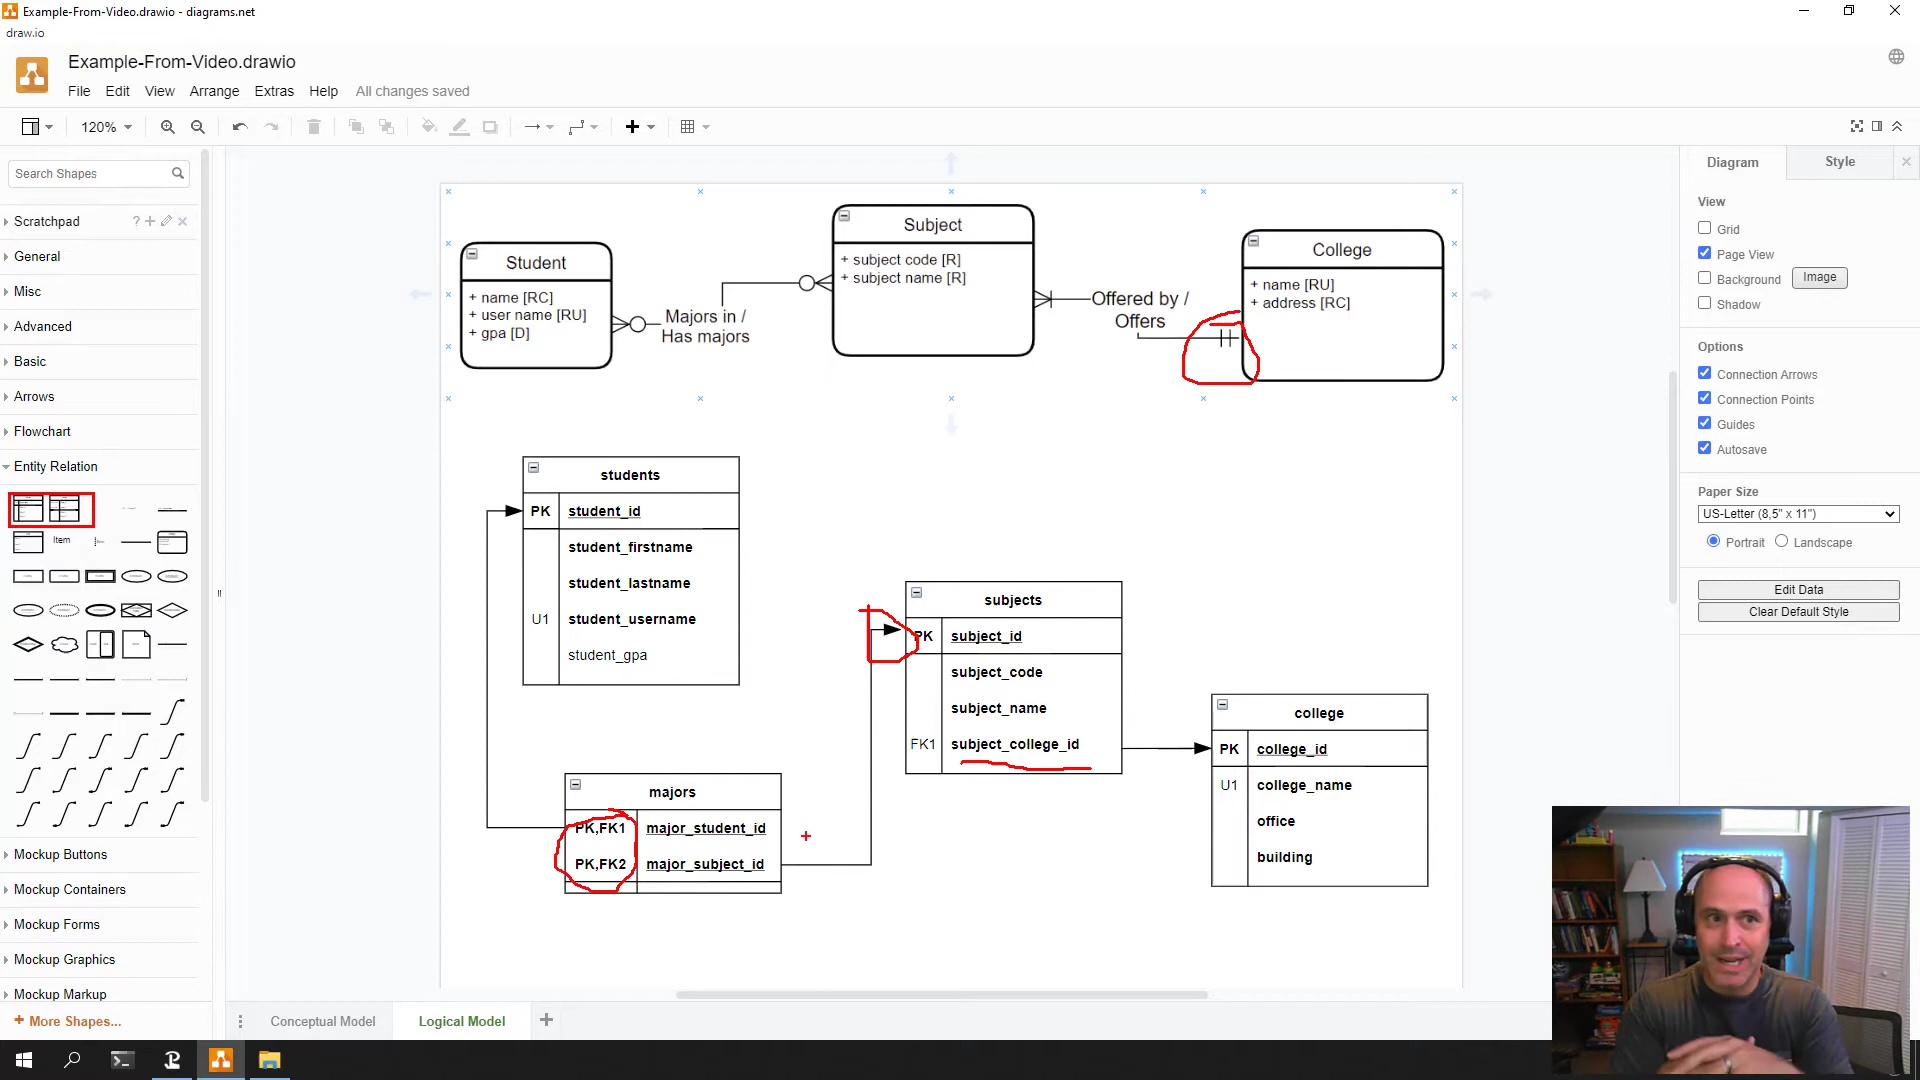 Example-From-Video.drawio - diagrams.net
draw.io
Example-From-Video.drawio
File Edit View Arrange Extras Help All changes saved
120%
Search Shapes
Scratchpad ?
General
Misc
Advanced
Basic
Arrows
Flowchart
Entity Relation
Item
Mockup Buttons
Mockup Containers
Mockup Forms
Mockup Graphics
Mockup Markup
+ More Shapes...
Student
+ name [RC]
+ user name [RU]
+ gpa [D]
Majors in /
Has majors
Subject
+ subject code [R]
+ subject name [R]
Offered by /
Offers
College
+ name [RU]
+ address [RC]
students
PK student_id
student_firstname
student_lastname
U1 student_username
student_gpa
majors
PK,FK1 major_student_id
PK,FK2 major_subject_id
subjects
PK subject_id
subject_code
subject_name
FK1 subject_college_id
college
PK college_id
U1 college_name
office
building
Diagram Style
View
Grid
Page View
Background Image
Shadow
Options
Connection Arrows
Connection Points
Guides
Autosave
Paper Size
US-Letter (8,5" x 11")
Portrait Landscape
Edit Data
Clear Default Style
Conceptual Model Logical Model